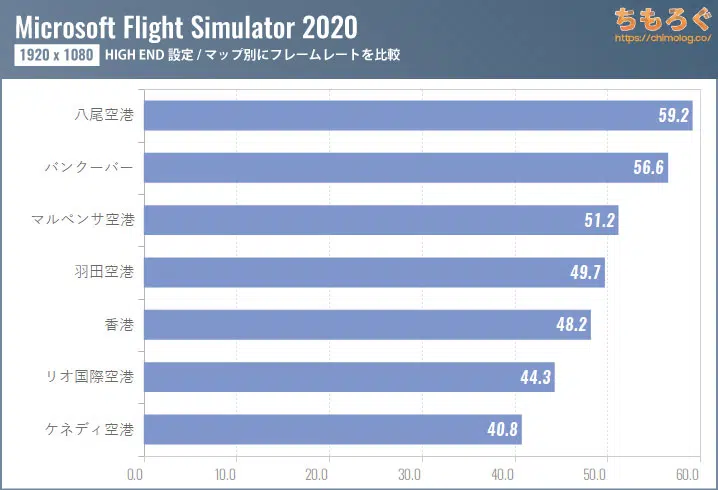 Microsoft Flight Simulator 2020
ちもろぐ
https://chimolog.co/
1920 x 1080 HIGH END 設定 / マップ別にフレームレートを比較
八尾空港 59.2
バンクーバー 56.6
マルペンサ空港 51.2
羽田空港 49.7
香港 48.2
リオ国際空港 44.3
ケネディ空港 40.8
0.0 10.0 20.0 30.0 40.0 50.0 60.0